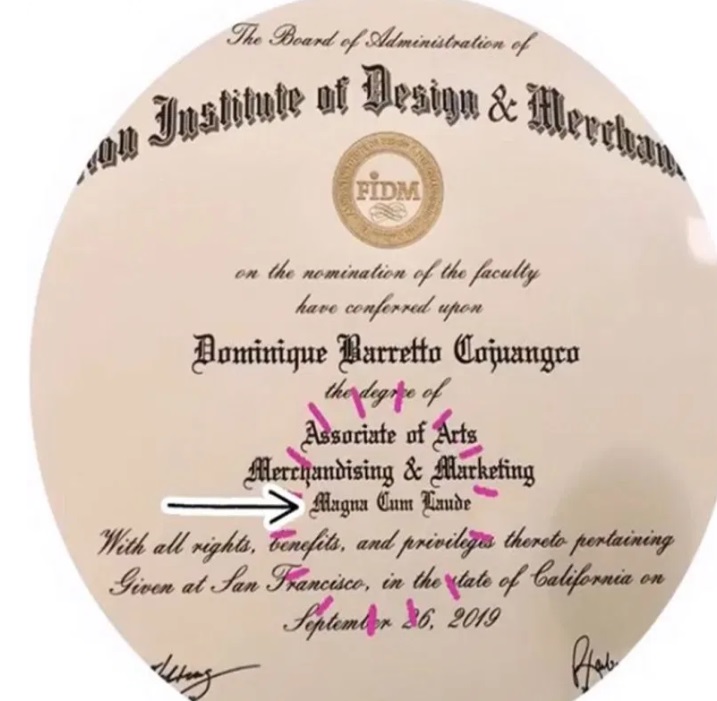 The Board of Administration of
Institute of Design &
FIDM
on the nomination of the faculty
have conferred upon
Dominique Barretto Cojuangco
the degree of
Associate of Arts
Merchandising & Marketing
Magna Cum Laude
With all rights, benefits, and privileges thereto pertaining
Given at San Francisco, in the state of California on
September 26, 2019